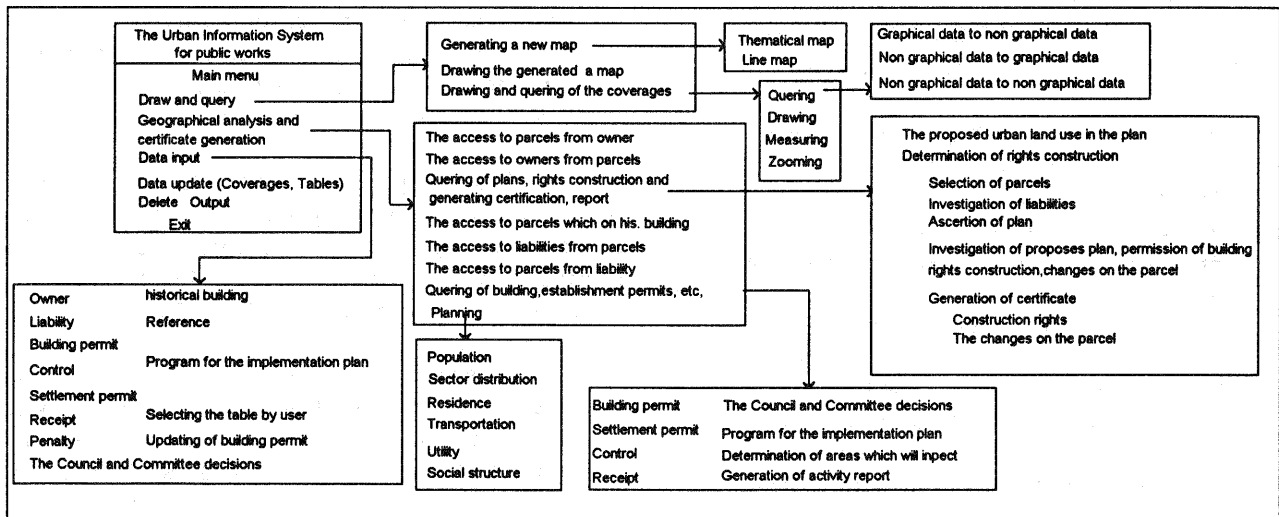 The Urban Information System
for public works
Main menu
Draw and query
Geographical analysis and
certificate generation
Data input
Data update (Coverages, Tables)
Delete Output
Exit
Generating a new map
Drawing the generated a map
Drawing and quering of the coverages
Thematical map
Line map
Quering
Drawing
Measuring
Zooming
Graphical data to non graphical data
Non graphical data to graphical data
Non graphical data to non graphical data
The access to parcels from owner
The access to owners from parcels
Quering of plans, rights construction and
generating certification, report
The access to parcels which on his. building
The access to liabilities from parcels
The access to parcels from liability
Quering of building,establishment permits, etc,
Planning
The proposed urban land use in the plan
Determination of rights construction
Selection of parcels
Investigation of liabilities
Ascertion of plan
Investigation of proposes plan, permission of building
rights construction,changes on the parcel
Generation of certificate
Construction rights
The changes on the parcel
Owner historical building
Liability Reference
Building permit
Control Program for the implementation plan
Settlement permit
Receipt Selecting the table by user
Penalty Updating of building permit
The Council and Committee decisions
Population
Sector distribution
Residence
Transportation
Utility
Social structure
Building permit The Council and Committee decisions
Settlement permit Program for the implementation plan
Control Determination of areas which will inpect
Receipt Generation of activity report